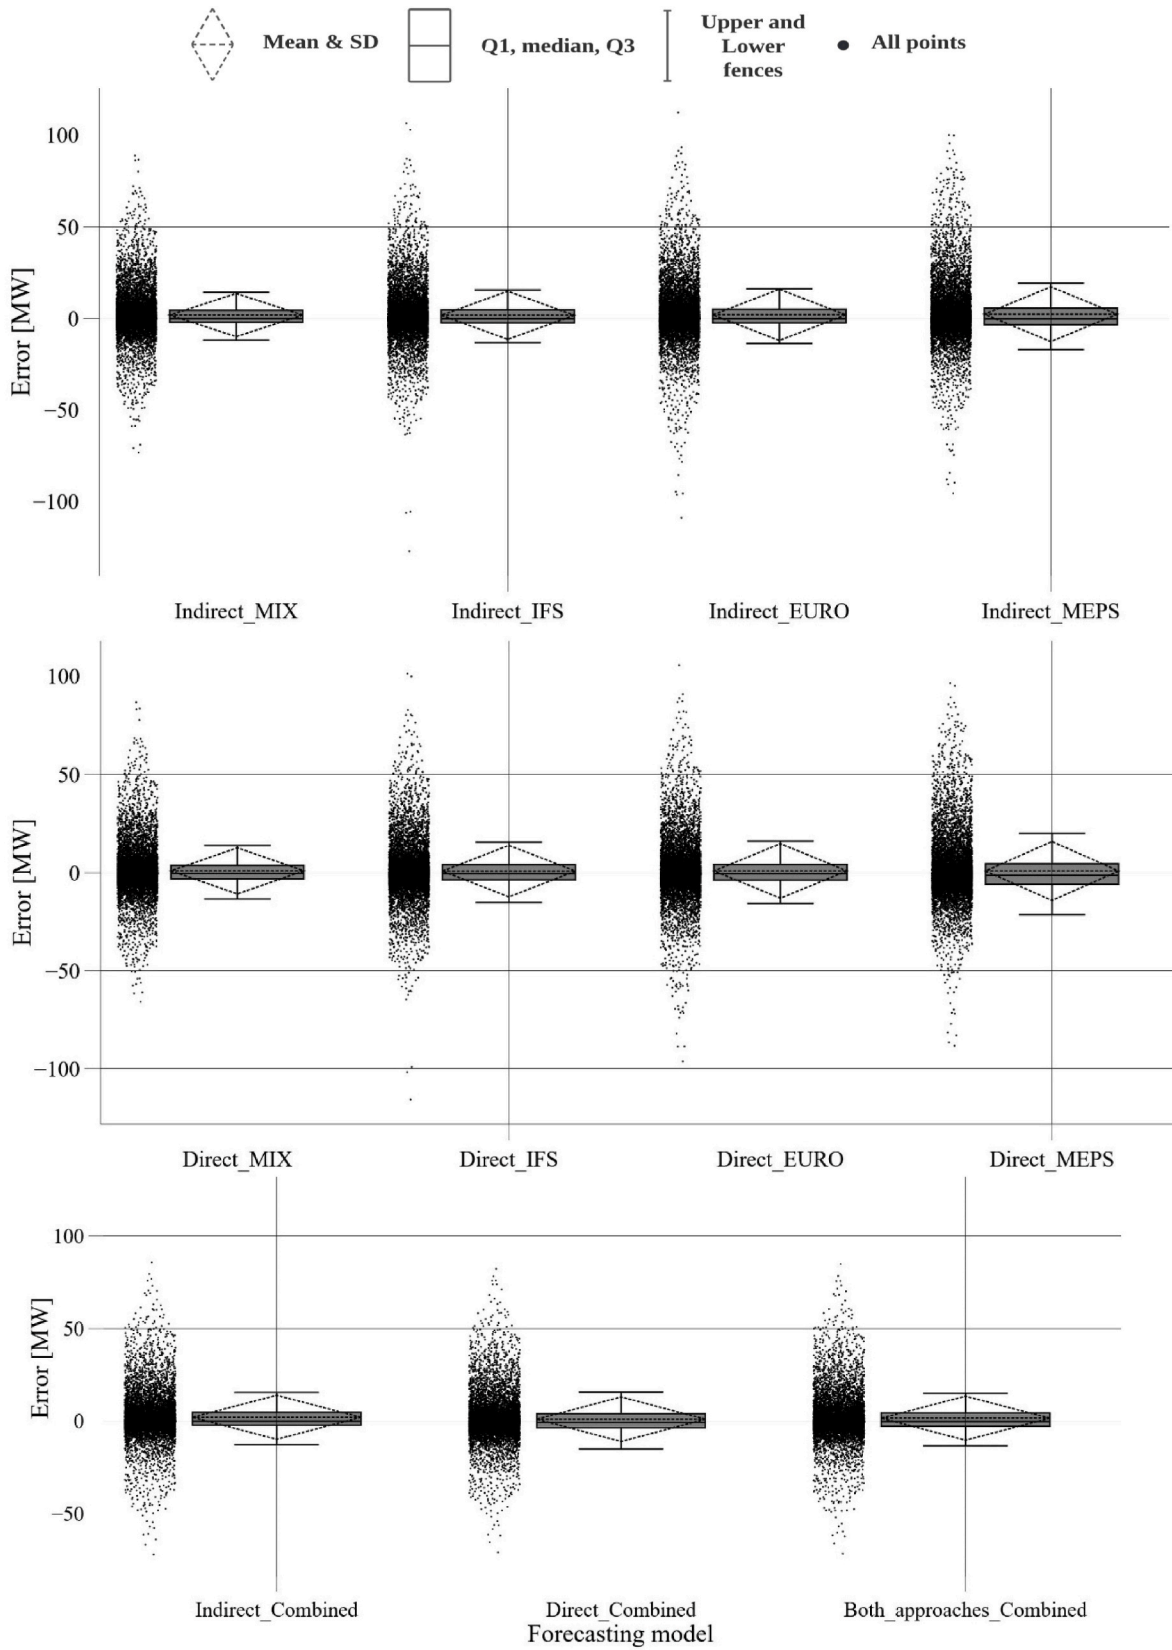 Mean & SD
Q1, median, Q3
Upper and
Lower
fences
All points
Error [MW]
100
50
0
−50
−100
Indirect_MIX
Indirect_IFS
Indirect_EURO
Indirect_MEPS
Error [MW]
100
50
0
−50
−100
Direct_MIX
Direct_IFS
Direct_EURO
Direct_MEPS
Error [MW]
100
50
0
−50
Indirect_Combined
Direct_Combined
Both_approaches_Combined
Forecasting model